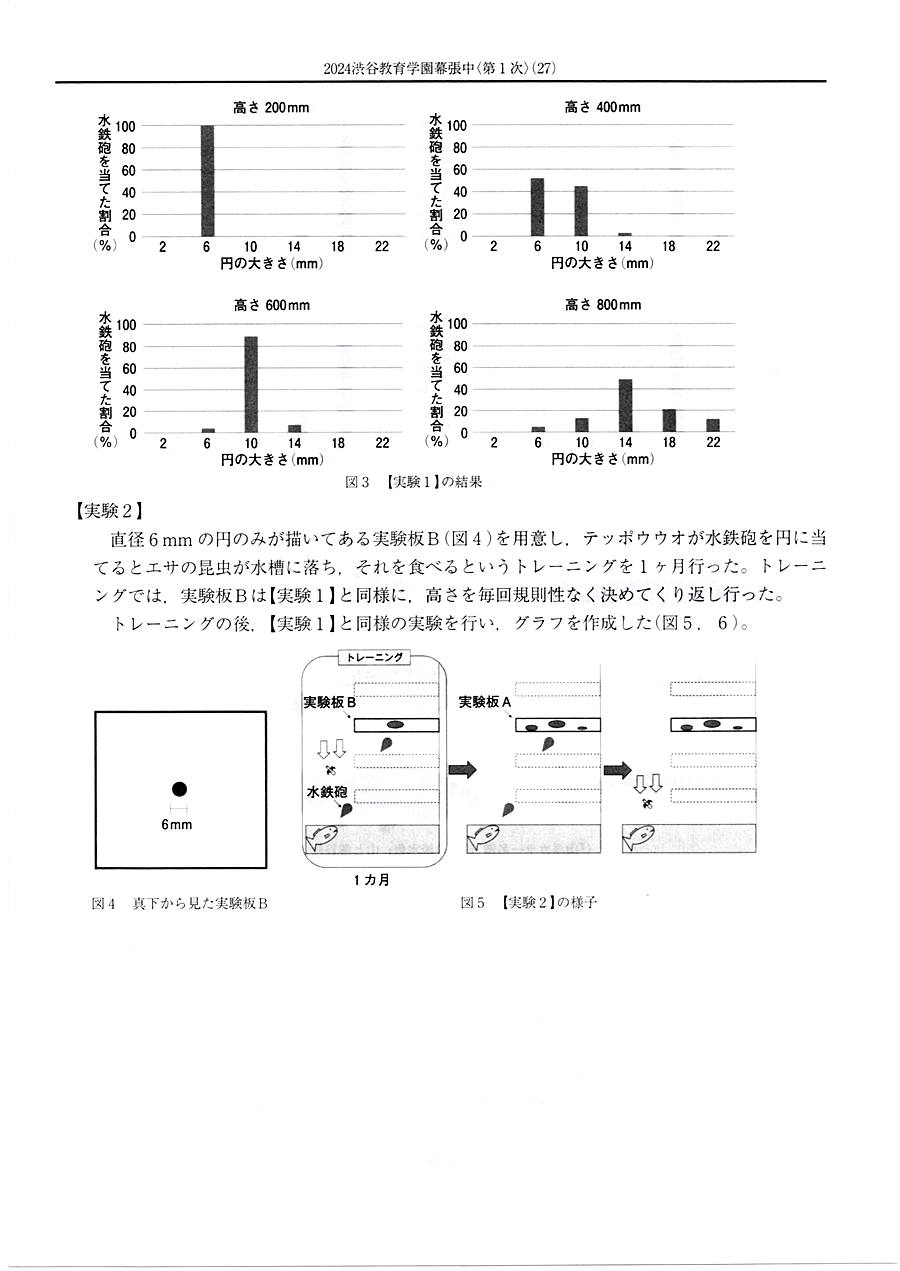 2024渋谷教育学園幕張中〈第1次〉(27)
高さ 200mm
水鉄砲を当てた割合(%)
100
80
60
40
20
0
2 6 10 14 18 22
円の大きさ(mm)
高さ 400mm
水鉄砲を当てた割合(%)
100
80
60
40
20
0
2 6 10 14 18 22
円の大きさ(mm)
高さ 600mm
水鉄砲を当てた割合(%)
100
80
60
40
20
0
2 6 10 14 18 22
円の大きさ(mm)
高さ 800mm
水鉄砲を当てた割合(%)
100
80
60
40
20
0
2 6 10 14 18 22
円の大きさ(mm)
図3 【実験1】の結果
【実験2】
直径6mmの円のみが描いてある実験板B(図4)を用意し，テッポウウオが水鉄砲を円に当
てるとエサの昆虫が水槽に落ち，それを食べるというトレーニングを1ヶ月行った。トレーニ
ングでは，実験板Bは【実験1】と同様に，高さを毎回規則性なく決めてくり返し行った。
トレーニングの後，【実験1】と同様の実験を行い，グラフを作成した(図5，6)。
6mm
図4 真下から見た実験板B
トレーニング
実験板B
水鉄砲
1カ月
実験板A
図5 【実験2】の様子